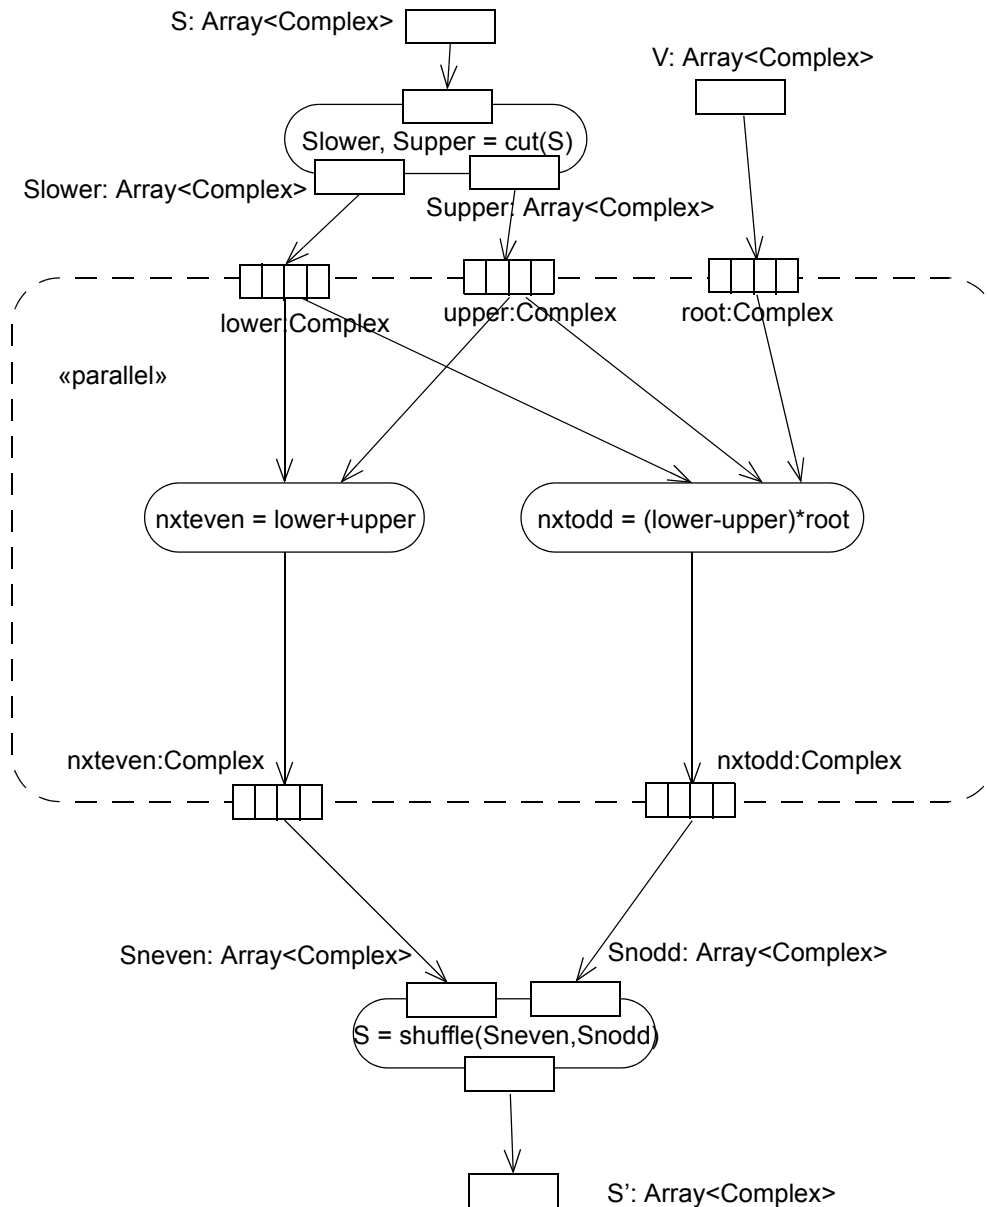 S: Array<Complex>
V: Array<Complex>
Slower, Supper = cut(S)
Slower: Array<Complex>
Supper: Array<Complex>
lower:Complex
upper:Complex
root:Complex
«parallel»
nxteven = lower+upper
nxtodd = (lower-upper)*root
nxteven:Complex
nxtodd:Complex
Sneven: Array<Complex>
Snodd: Array<Complex>
S = shuffle(Sneven,Snodd)
S’: Array<Complex>